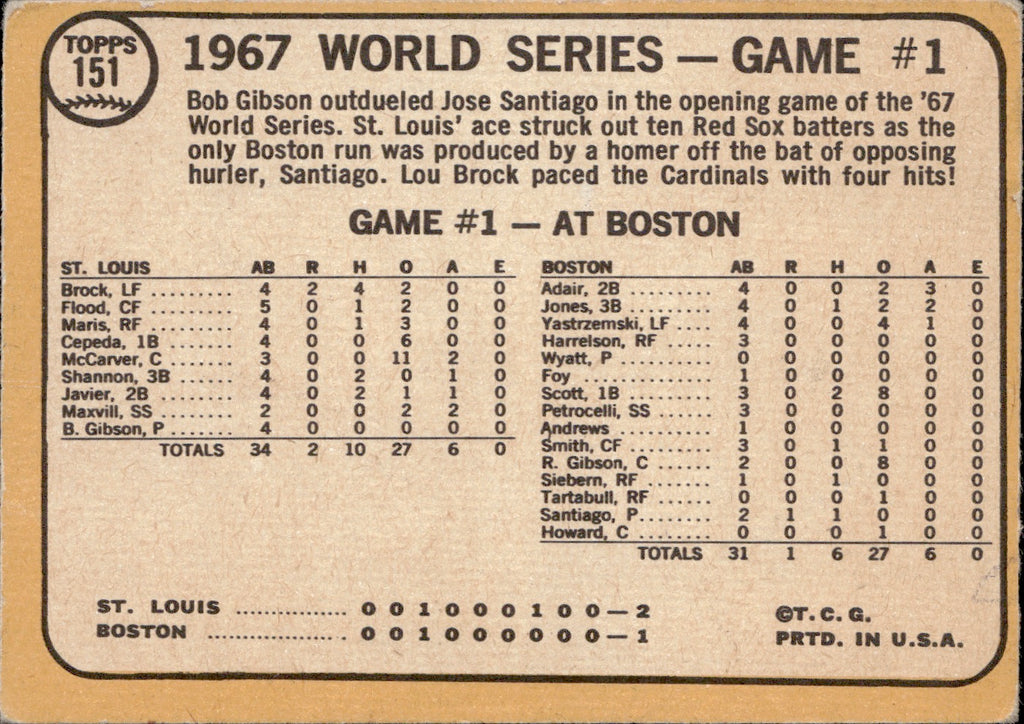 TOPPS
151
1967 WORLD SERIES — GAME #1
Bob Gibson outdueled Jose Santiago in the opening game of the '67
World Series. St. Louis' ace struck out ten Red Sox batters as the
only Boston run was produced by a homer off the bat of opposing
hurler, Santiago. Lou Brock paced the Cardinals with four hits!
GAME #1 — AT BOSTON
ST. LOUIS AB R H O A E
Brock, LF ......... 4 2 4 2 0 0
Flood, CF ......... 5 0 1 2 0 0
Maris, RF ......... 4 0 1 3 0 0
Cepeda, 1B ....... 4 0 0 6 0 0
McCarver, C ...... 3 0 0 11 2 0
Shannon, 3B ...... 4 0 2 0 1 0
Javier, 2B ........ 4 0 2 1 1 0
Maxvill, SS ........ 2 0 0 2 2 0
B. Gibson, P ....... 4 0 0 0 0 0
TOTALS 34 2 10 27 6 0
BOSTON AB R H O A E
Adair, 2B .......... 4 0 0 2 3 0
Jones, 3B .......... 4 0 1 2 2 0
Yastrzemski, LF .... 4 0 0 4 1 0
Harrelson, RF ...... 3 0 0 0 0 0
Wyatt, P ........... 0 0 0 0 0 0
Foy ................ 1 0 0 0 0 0
Scott, 1B .......... 3 0 2 8 0 0
Petrocelli, SS ..... 3 0 0 0 0 0
Andrews ............ 1 0 0 0 0 0
Smith, CF .......... 3 0 1 1 0 0
R. Gibson, C ....... 2 0 0 8 0 0
Siebern, RF ........ 1 0 1 0 0 0
Tartabull, RF ...... 0 0 0 1 0 0
Santiago, P........ 2 1 1 0 0 0
Howard, C .......... 0 0 0 1 0 0
TOTALS 31 1 6 27 6 0
ST. LOUIS .............. 0 0 1 0 0 0 1 0 0—2
BOSTON .................. 0 0 1 0 0 0 0 0 0—1
©T.C.G.
PRTD. IN U.S.A.